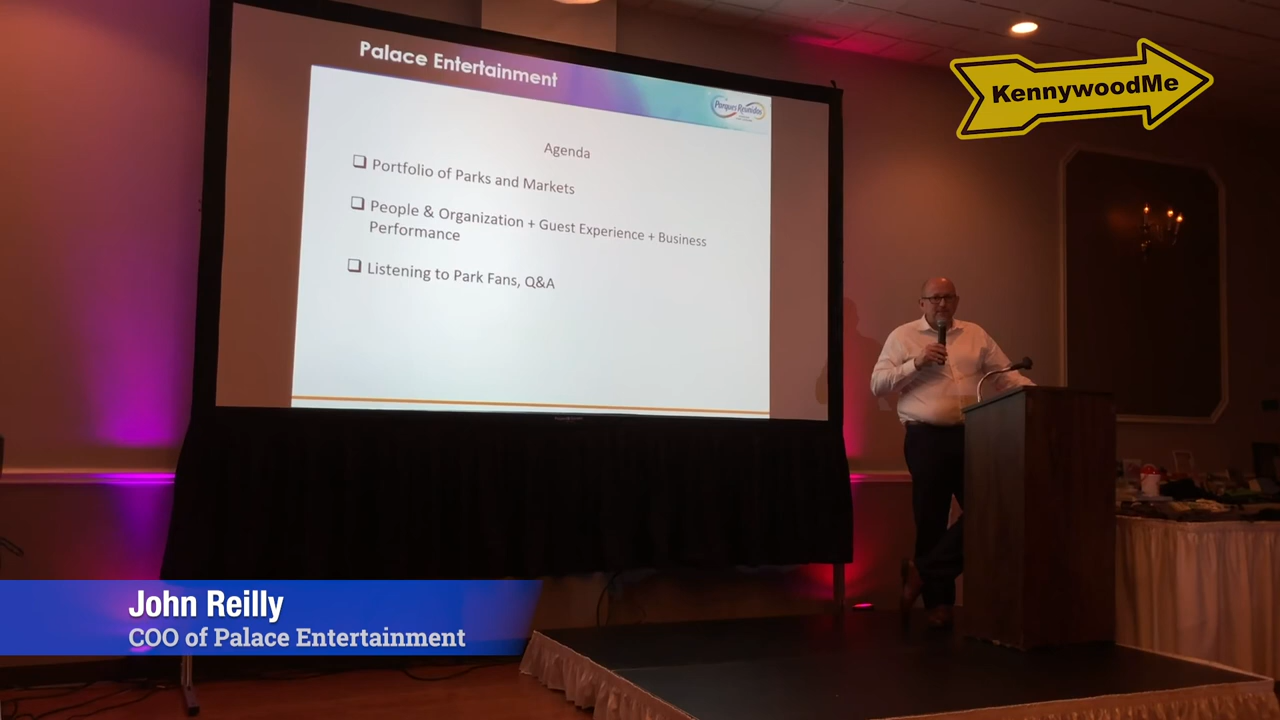 Palace Entertainment
Parques Reunidos
KennywoodMe
Agenda
❑ Portfolio of Parks and Markets
❑ People & Organization + Guest Experience + Business
Performance
❑ Listening to Park Fans, Q&A
John Reilly
COO of Palace Entertainment